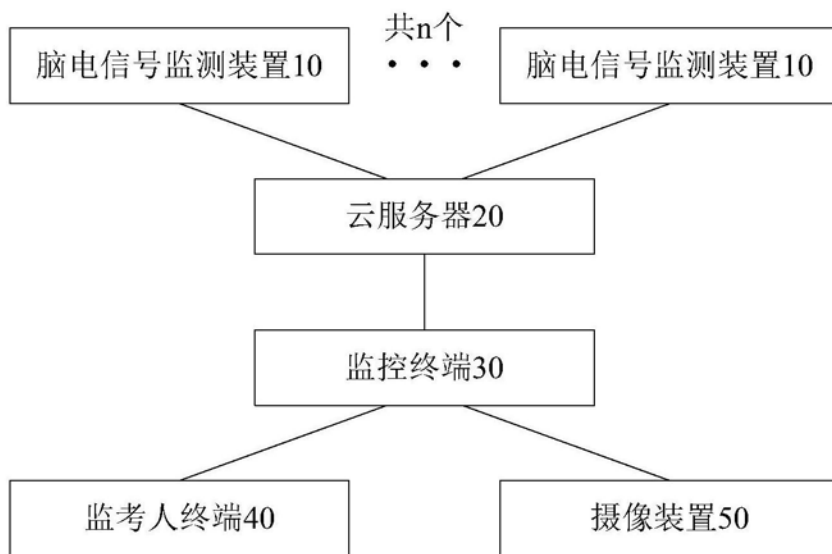 共n个
脑电信号监测装置10
• • •
脑电信号监测装置10
云服务器20
监控终端30
监考人终端40
摄像装置50